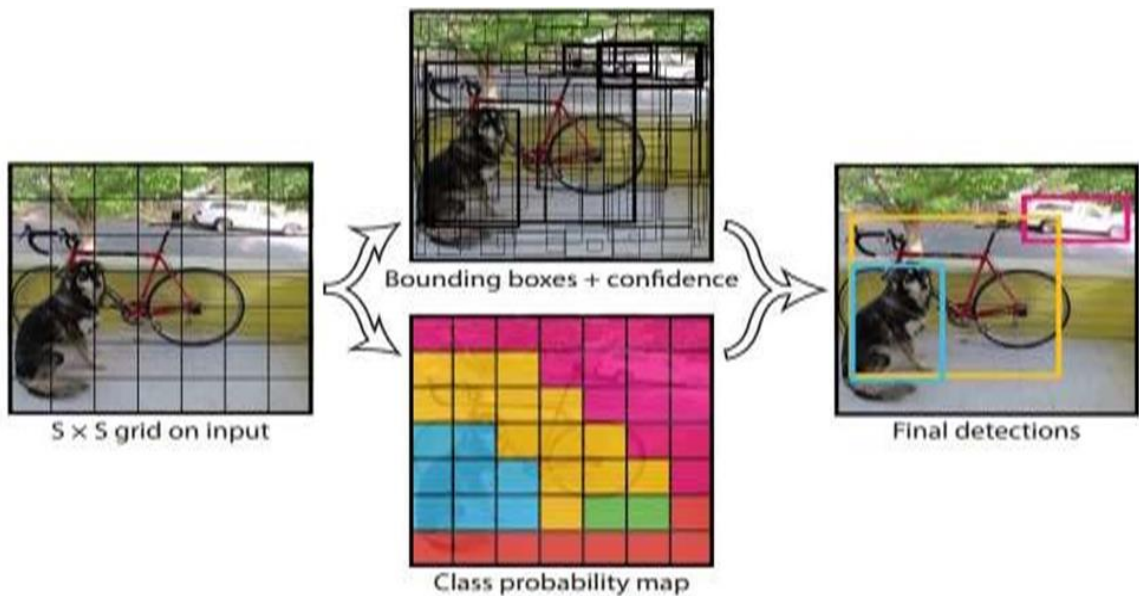 Bounding boxes + confidence
S × S grid on input
Final detections
Class probability map